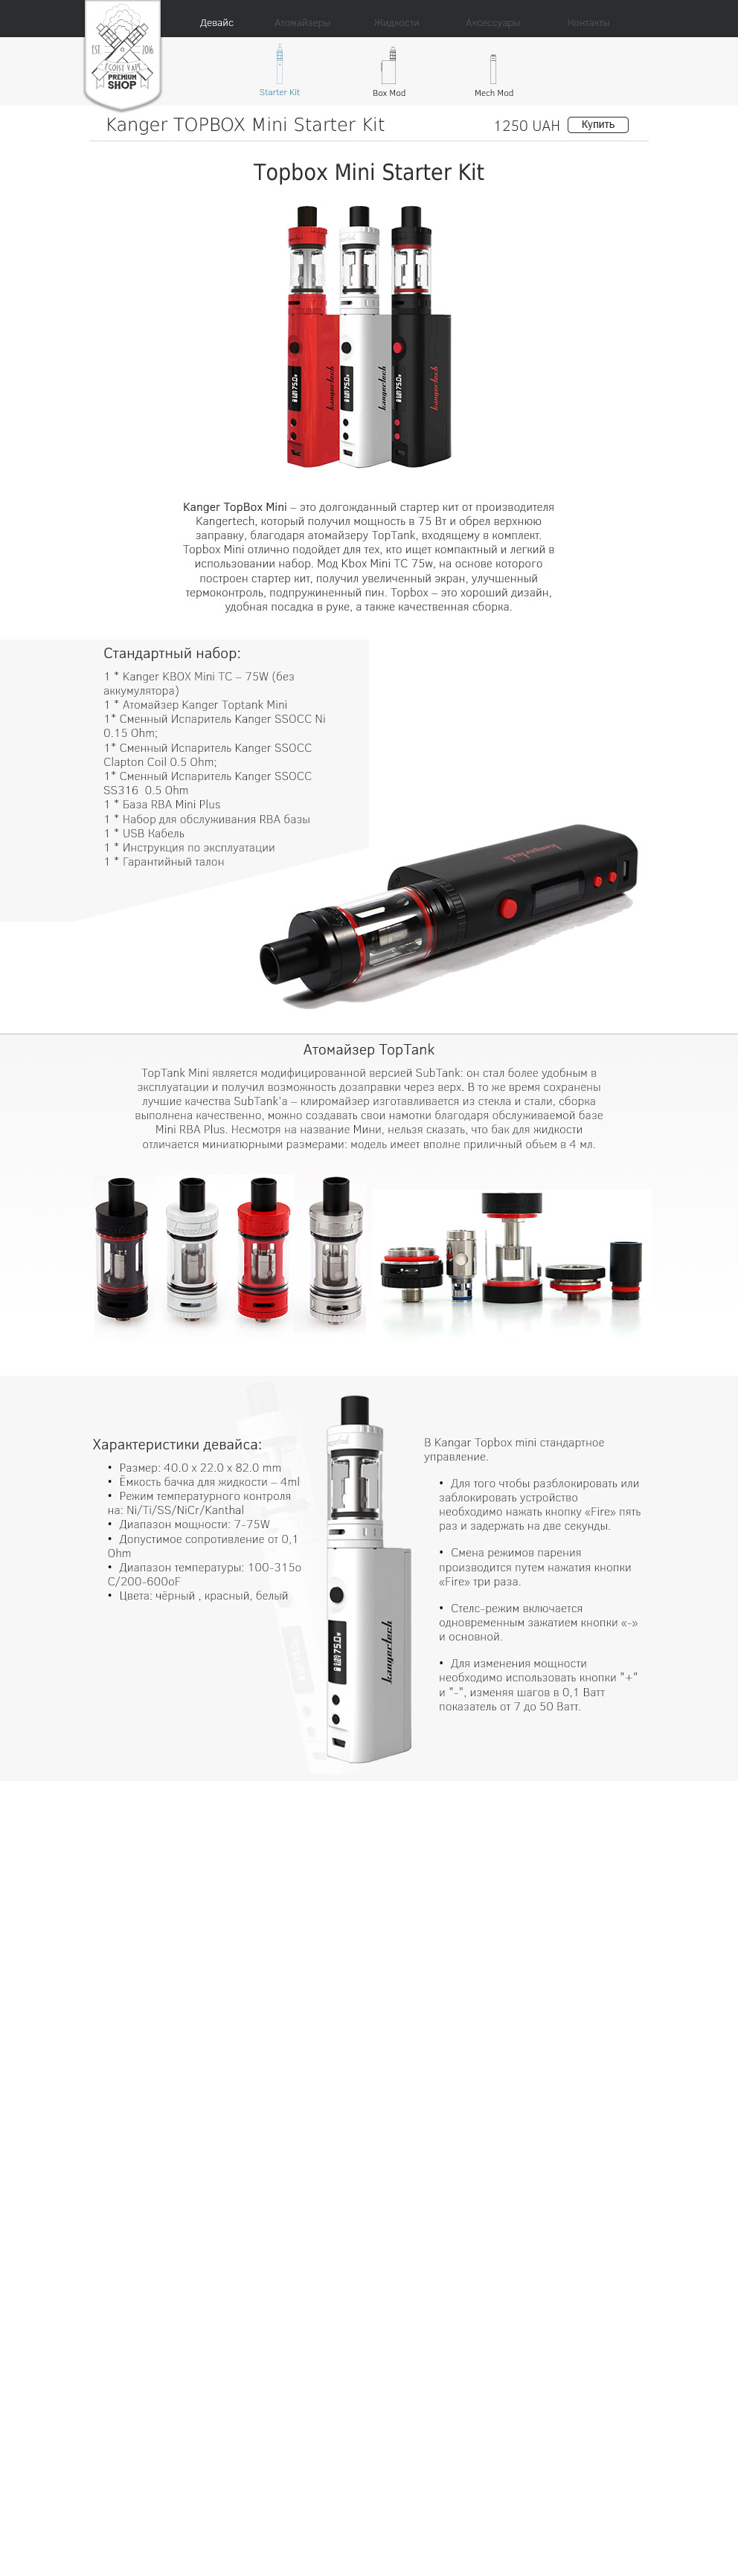 Девайс
Атомайзеры
Жидкости
Аксессуары
Контакты
EST
2016
COIST VAPE
PREMIUM
SHOP
Starter Kit
Box Mod
Mech Mod
Kanger TOPBOX Mini Starter Kit
1250 UAH
Купить
Topbox Mini Starter Kit
75.0w
75.0w
75.0w
kangertech
kangertech
kangertech
Kanger TopBox Mini – это долгожданный стартер кит от производителя
Kangertech, который получил мощность в 75 Вт и обрел верхнюю
заправку, благодаря атомайзеру TopTank, входящему в комплект.
Topbox Mini отлично подойдет для тех, кто ищет компактный и легкий в
использовании набор. Мод Kbox Mini TC 75w, на основе которого
построен стартер кит, получил увеличенный экран, улучшенный
термоконтроль, подпружиненный пин. Topbox – это хороший дизайн,
удобная посадка в руке, а также качественная сборка.
Стандартный набор:
1 * Kanger KBOX Mini TC – 75W (без
аккумулятора)
1 * Атомайзер Kanger Toptank Mini
1* Сменный Испаритель Kanger SSOCC Ni
0.15 Ohm;
1* Сменный Испаритель Kanger SSOCC
Clapton Coil 0.5 Ohm;
1* Сменный Испаритель Kanger SSOCC
SS316  0.5 Ohm
1 * База RBA Mini Plus
1 * Набор для обслуживания RBA базы
1 * USB Кабель
1 * Инструкция по эксплуатации
1 * Гарантийный талон
kangertech
Атомайзер TopTank
TopTank Mini является модифицированной версией SubTank: он стал более удобным в
эксплуатации и получил возможность дозаправки через верх. В то же время сохранены
лучшие качества SubTank'а – клиромайзер изготавливается из стекла и стали, сборка
выполнена качественно, можно создавать свои намотки благодаря обслуживаемой базе
Mini RBA Plus. Несмотря на название Мини, нельзя сказать, что бак для жидкости
отличается миниатюрными размерами: модель имеет вполне приличный объем в 4 мл.
Характеристики девайса:
• Размер: 40.0 x 22.0 x 82.0 mm
• Ёмкость бачка для жидкости – 4ml
• Режим температурного контроля
на: Ni/Ti/SS/NiCr/Kanthal
• Диапазон мощности: 7-75W
• Допустимое сопротивление от 0,1
Ohm
• Диапазон температуры: 100-315o
C/200-600oF
• Цвета: чёрный , красный, белый
75.0w
kangertech
В Kangar Topbox mini стандартное
управление.
• Для того чтобы разблокировать или
заблокировать устройство
необходимо нажать кнопку «Fire» пять
раз и задержать на две секунды.
• Смена режимов парения
производится путем нажатия кнопки
«Fire» три раза.
• Стелс-режим включается
одновременным зажатием кнопки «-»
и основной.
• Для изменения мощности
необходимо использовать кнопки "+"
и "-", изменяя шагов в 0,1 Ватт
показатель от 7 до 50 Ватт.